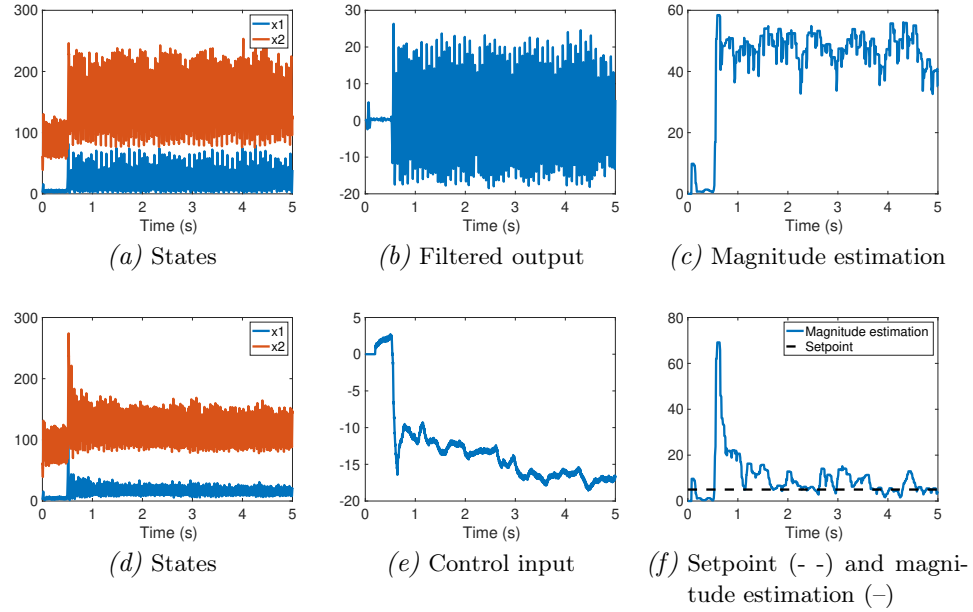 300
200
100
0
x1
x2
0 1 2 3 4 5
Time (s)
(a) States
30
20
10
0
-10
-20
0 1 2 3 4 5
Time (s)
(b) Filtered output
60
40
20
0
0 1 2 3 4 5
Time (s)
(c) Magnitude estimation
300
200
100
0
x1
x2
0 1 2 3 4 5
Time (s)
(d) States
5
0
-5
-10
-15
-20
0 1 2 3 4 5
Time (s)
(e) Control input
80
60
40
20
0
Magnitude estimation
Setpoint
0 1 2 3 4 5
Time (s)
(f) Setpoint (- -) and magni-
tude estimation (–)